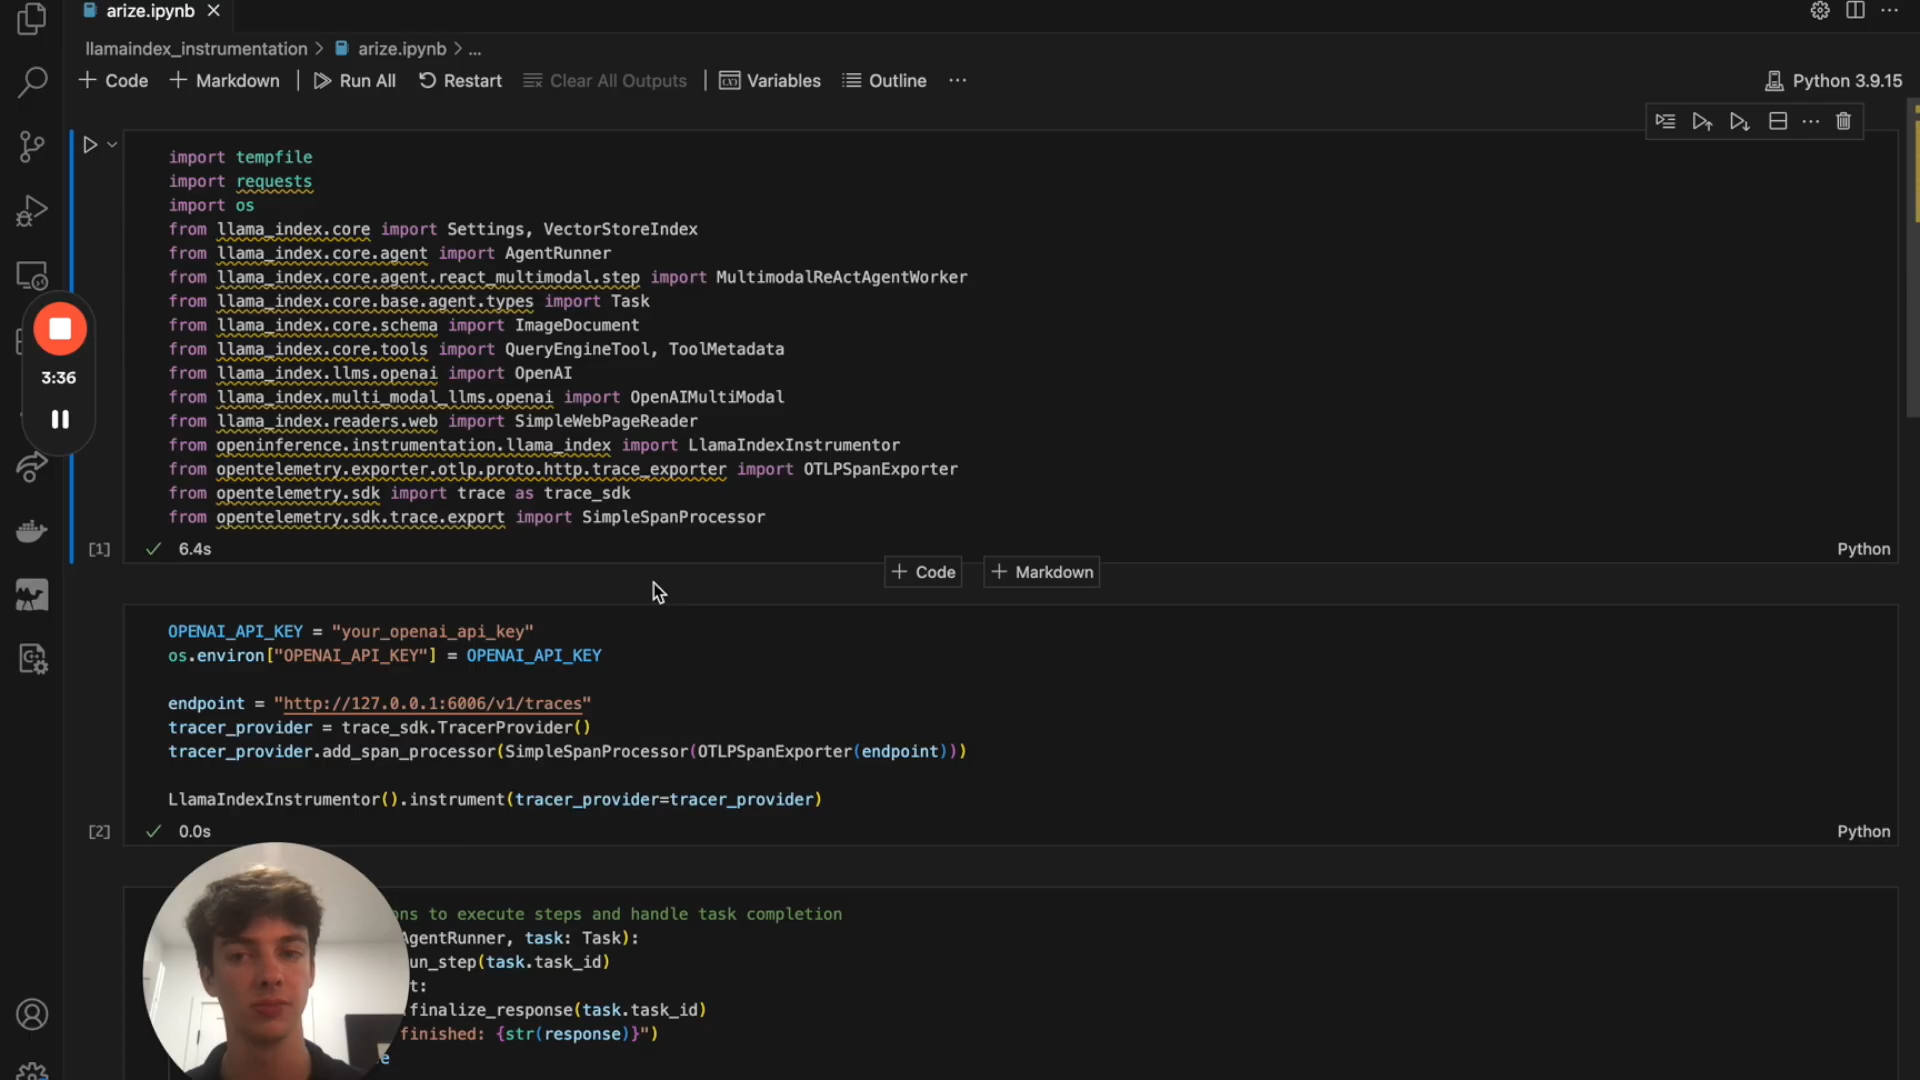 arize.ipynb
llamaindex_instrumentation > arize.ipynb > ...
+ Code + Markdown Run All Restart Clear All Outputs Variables Outline ... Python 3.9.15
import tempfile
import requests
import os
from llama_index.core import Settings, VectorStoreIndex
from llama_index.core.agent import AgentRunner
from llama_index.core.agent.react_multimodal.step import MultimodalReActAgentWorker
from llama_index.core.base.agent.types import Task
from llama_index.core.schema import ImageDocument
from llama_index.core.tools import QueryEngineTool, ToolMetadata
from llama_index.llms.openai import OpenAI
from llama_index.multi_modal_llms.openai import OpenAIMultiModal
from llama_index.readers.web import SimpleWebPageReader
from openinference.instrumentation.llama_index import LlamaIndexInstrumentor
from opentelemetry.exporter.otlp.proto.http.trace_exporter import OTLPSpanExporter
from opentelemetry.sdk import trace as trace_sdk
from opentelemetry.sdk.trace.export import SimpleSpanProcessor
3:36
[1] 6.4s Python
+ Code + Markdown
OPENAI_API_KEY = "your_openai_api_key"
os.environ["OPENAI_API_KEY"] = OPENAI_API_KEY
endpoint = "http://127.0.0.1:6006/v1/traces"
tracer_provider = trace_sdk.TracerProvider()
tracer_provider.add_span_processor(SimpleSpanProcessor(OTLPSpanExporter(endpoint)))
LlamaIndexInstrumentor().instrument(tracer_provider=tracer_provider)
[2] 0.0s Python
ons to execute steps and handle task completion
AgentRunner, task: Task):
un_step(task.task_id)
t:
.finalize_response(task.task_id)
finished: {str(response)}")
e